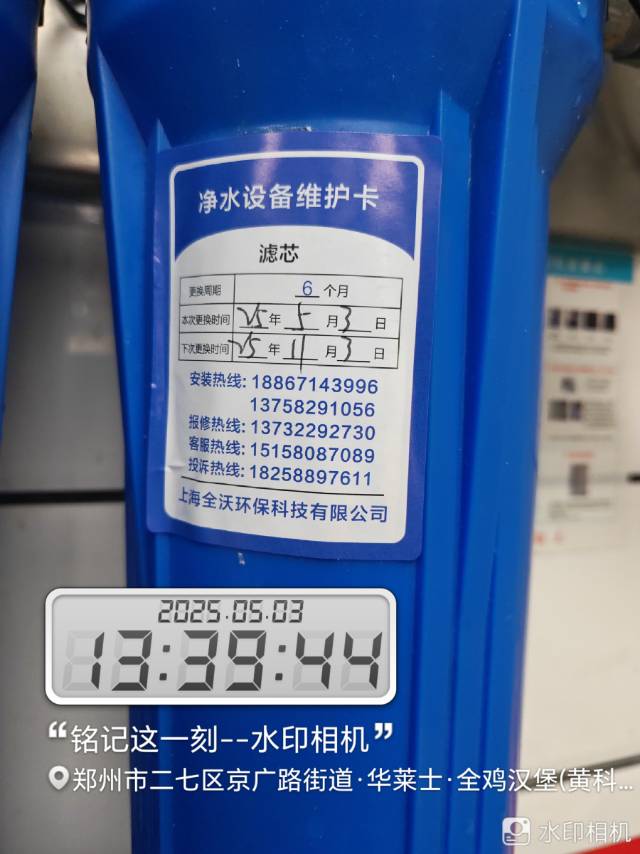 净水设备维护卡
滤芯
更换周期 6 个月
本次更换时间 25 年 5 月 3 日
下次更换时间 25 年 11 月 3 日
安装热线: 18867143996
13758291056
报修热线: 13732292730
客服热线: 15158087089
投诉热线: 18258897611
上海全沃环保科技有限公司
2025.05.03
13:39:44
“铭记这一刻--水印相机”
郑州市二七区京广路街道·华莱士·全鸡汉堡(黄科...
水印相机